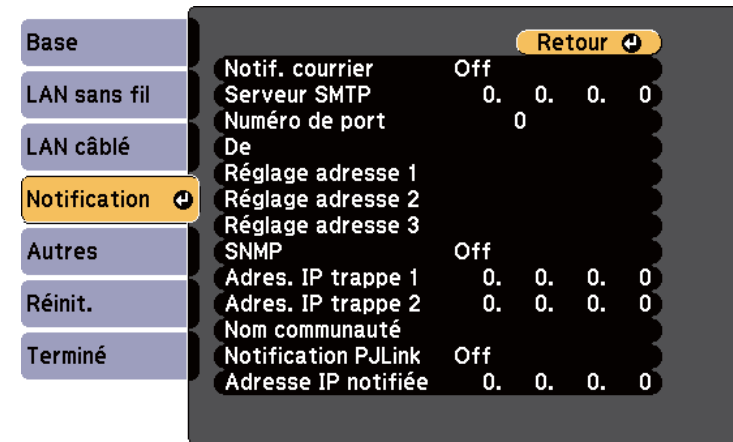 Base
LAN sans fil
LAN câblé
Notification
Autres
Réinit.
Terminé
Retour
Notif. courrier Off
Serveur SMTP 0. 0. 0. 0
Numéro de port 0
De
Réglage adresse 1
Réglage adresse 2
Réglage adresse 3
SNMP Off
Adres. IP trappe 1 0. 0. 0. 0
Adres. IP trappe 2 0. 0. 0. 0
Nom communauté
Notification PJLink Off
Adresse IP notifiée 0. 0. 0. 0